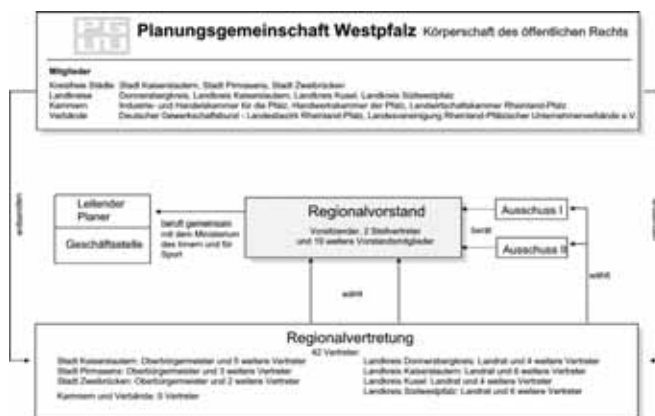 Planungsgemeinschaft Westpfalz Körperschaft des öffentlichen Rechts
Mitglieder
Kreisfreie Städte Stadt Kaiserslautern, Stadt Pirmasens, Stadt Zweibrücken
Landkreise Donnersbergkreis, Landkreis Kaiserslautern, Landkreis Kusel, Landkreis Südwestpfalz
Kammern Industrie- und Handelskammer für die Pfalz, Handwerkskammer der Pfalz, Landwirtschaftskammer Rheinland-Pfalz
Verbände Deutscher Gewerkschaftsbund - Landesbezirk Rheinland-Pfalz, Landesvereinigung Rheinland-Pfälzischer Unternehmerverbände e.V.
entsenden
Leitender
Planer
Geschäftsstelle
beruft gemeinsam
mit dem Ministerium
des Innern und für
Sport
Regionalvorstand
Vorsitzender, 2 Stellvertreter
und 10 weitere Vorstandsmitglieder
berät
Ausschuss I
Ausschuss II
wählt
wählt
Regionalvertretung
42 Vertreter:
Stadt Kaiserslautern: Oberbürgermeister und 5 weitere Vertreter
Stadt Pirmasens: Oberbürgermeister und 3 weitere Vertreter
Stadt Zweibrücken: Oberbürgermeister und 2 weitere Vertreter
Kammern und Verbände: Vertreter
Landkreis Donnersbergkreis: Landrat und 4 weitere Vertreter
Landkreis Kaiserslautern: Landrat und 6 weitere Vertreter
Landkreis Kusel: Landrat und 4 weitere Vertreter
Landkreis Südwestpfalz: Landrat und 6 weitere Vertreter